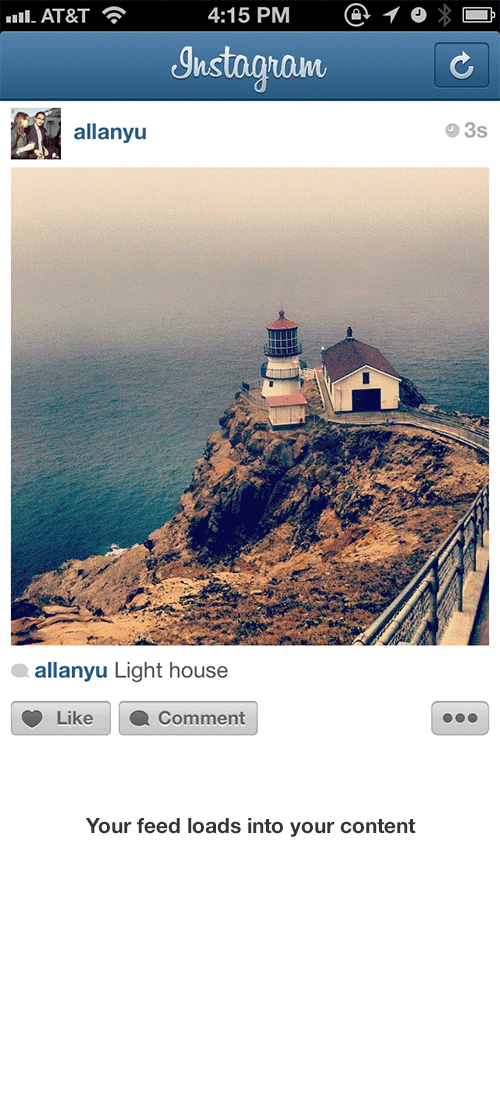 AT&T 4:15 PM
Instagram
allanyu 3s
allanyu Light house
Like Comment
Your feed loads into your content